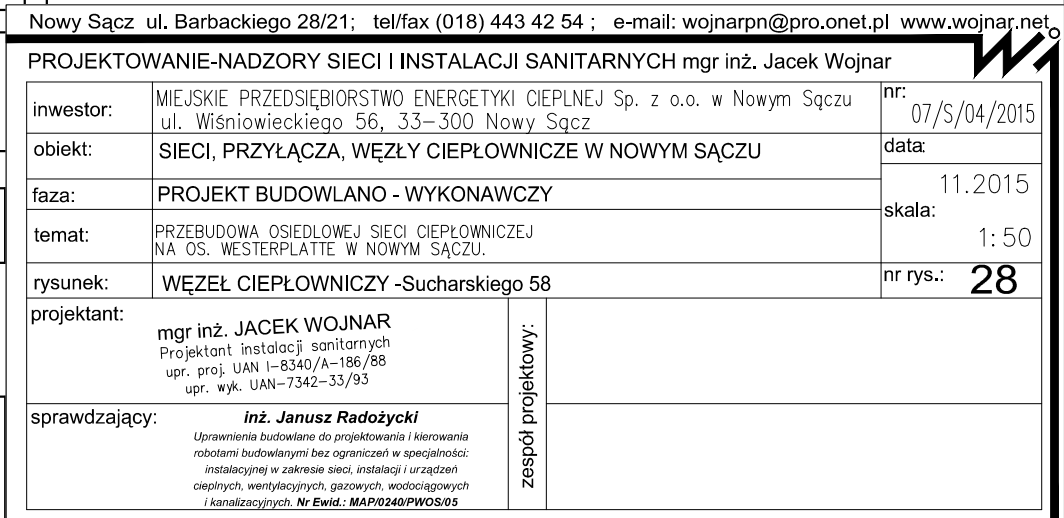 Nowy Sącz ul. Barbackiego 28/21; tel/fax (018) 443 42 54 ; e-mail: wojnarpn@pro.onet.pl www.wojnar.net
PROJEKTOWANIE-NADZORY SIECI I INSTALACJI SANITARNYCH mgr inż. Jacek Wojnar
inwestor:
MIEJSKIE PRZEDSIĘBIORSTWO ENERGETYKI CIEPLNEJ Sp. z o.o. w Nowym Sączu
ul. Wiśniowieckiego 56, 33-300 Nowy Sącz
nr:
07/S/04/2015
obiekt:
SIECI, PRZYŁĄCZA, WĘZŁY CIEPŁOWNICZE W NOWYM SĄCZU
data:
11.2015
faza:
PROJEKT BUDOWLANO - WYKONAWCZY
skala:
1:50
temat:
PRZEBUDOWA OSIEDLOWEJ SIECI CIEPŁOWNICZEJ
NA OS. WESTERPLATTE W NOWYM SĄCZU.
rysunek:
WĘZEŁ CIEPŁOWNICZY -Sucharskiego 58
nr rys.: 28
projektant:
mgr inż. JACEK WOJNAR
Projektant instalacji sanitarnych
upr. proj. UAN I-8340/A-186/88
upr. wyk. UAN-7342-33/93
zespół projektowy:
sprawdzający:
inż. Janusz Radożycki
Uprawnienia budowlane do projektowania i kierowania
robotami budowlanymi bez ograniczeń w specjalności:
instalacyjnej w zakresie sieci, instalacji i urządzeń
cieplnych, wentylacyjnych, gazowych, wodociągowych
i kanalizacyjnych. Nr Ewid.: MAP/0240/PWOS/05